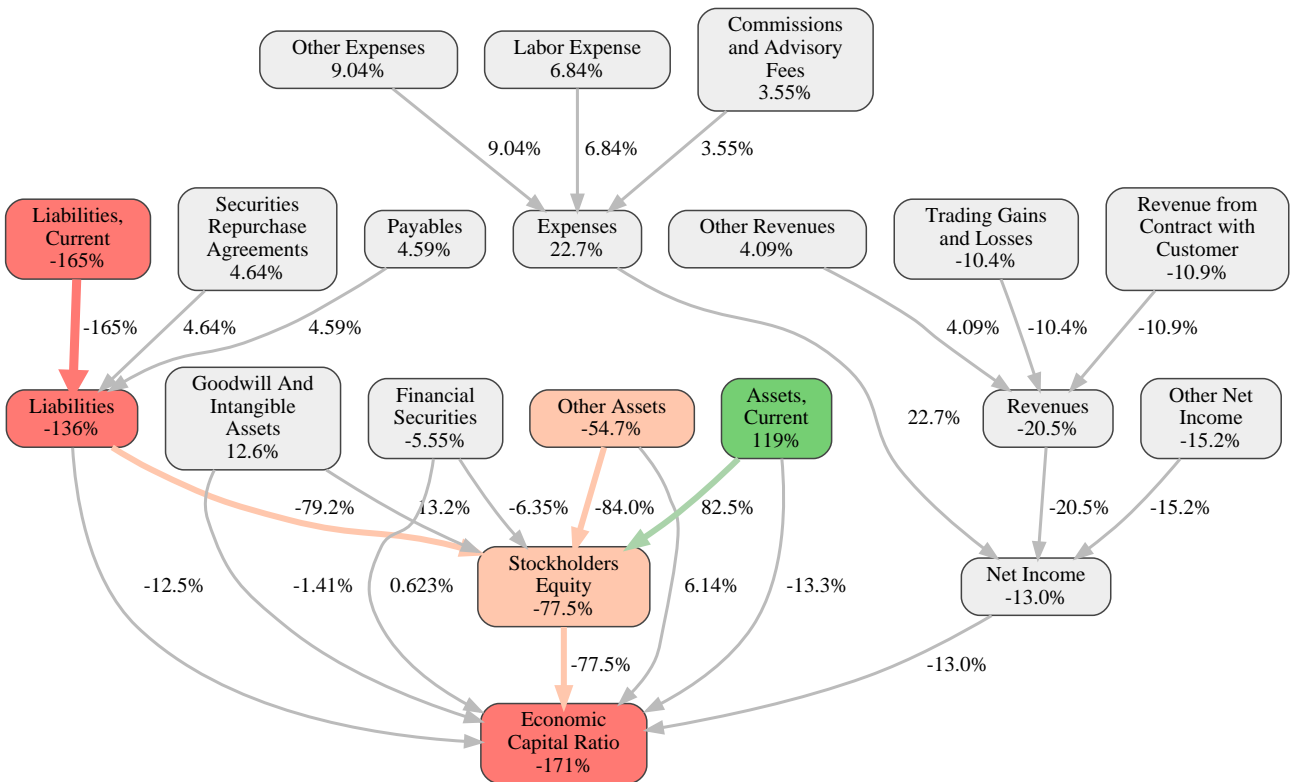 Other Expenses
9.04%
Labor Expense
6.84%
Commissions
and Advisory
Fees
3.55%
9.04%
6.84%
3.55%
Liabilities,
Current
-165%
Securities
Repurchase
Agreements
4.64%
Payables
4.59%
Expenses
22.7%
Other Revenues
4.09%
Trading Gains
and Losses
-10.4%
Revenue from
Contract with
Customer
-10.9%
-165%
4.64%
4.59%
4.09%
-10.4%
-10.9%
Liabilities
-136%
Goodwill And
Intangible
Assets
12.6%
Financial
Securities
-5.55%
Other Assets
-54.7%
Assets,
Current
119%
22.7%
Revenues
-20.5%
Other Net
Income
-15.2%
-79.2%
13.2%
-6.35%
-84.0%
82.5%
-20.5%
-15.2%
-12.5%
-1.41%
0.623%
Stockholders
Equity
-77.5%
6.14%
-13.3%
Net Income
-13.0%
-77.5%
-13.0%
Economic
Capital Ratio
-171%